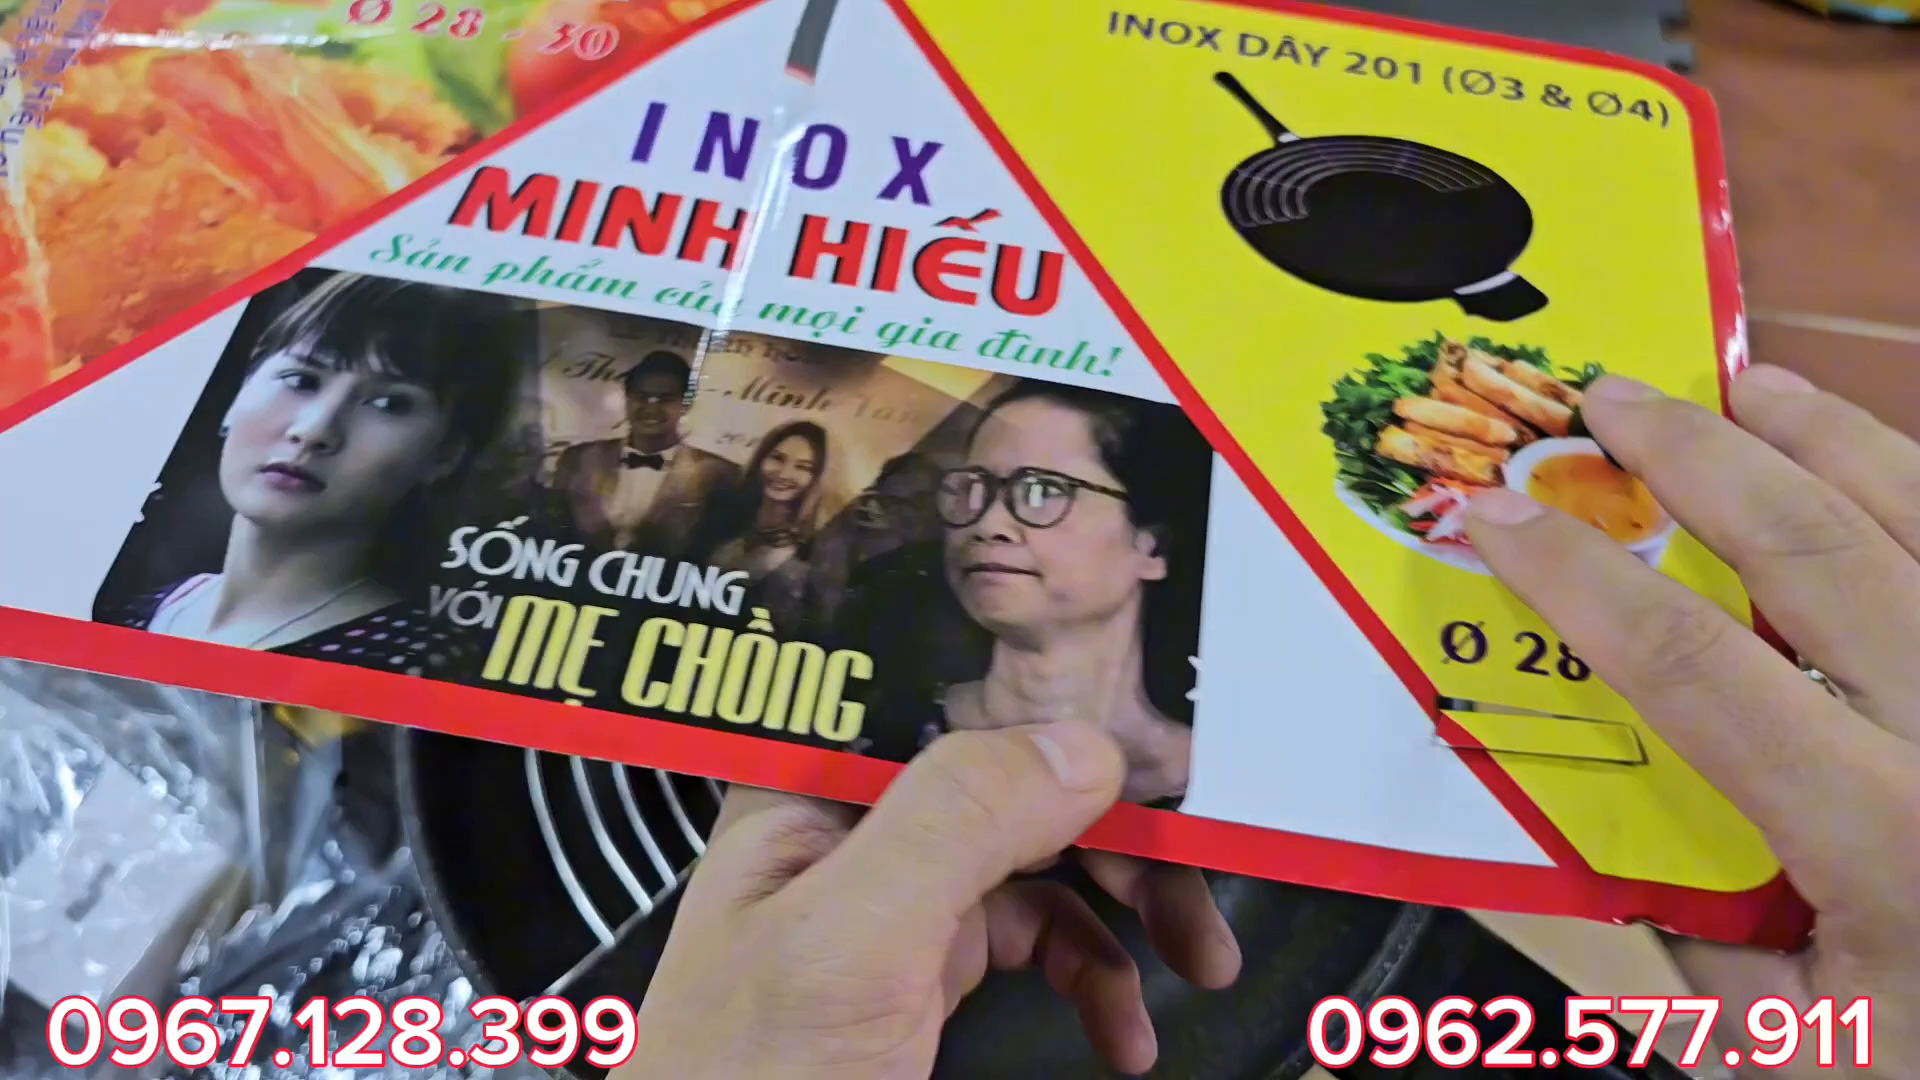 Ø 28 - 30
INOX DÂY 201 (Ø3 & Ø4)
INOX
MINH HIẾU
Sản phẩm của mọi gia đình!
SỐNG CHUNG
VỚI MẸ CHỒNG
Ø 28
0967.128.399
0962.577.911